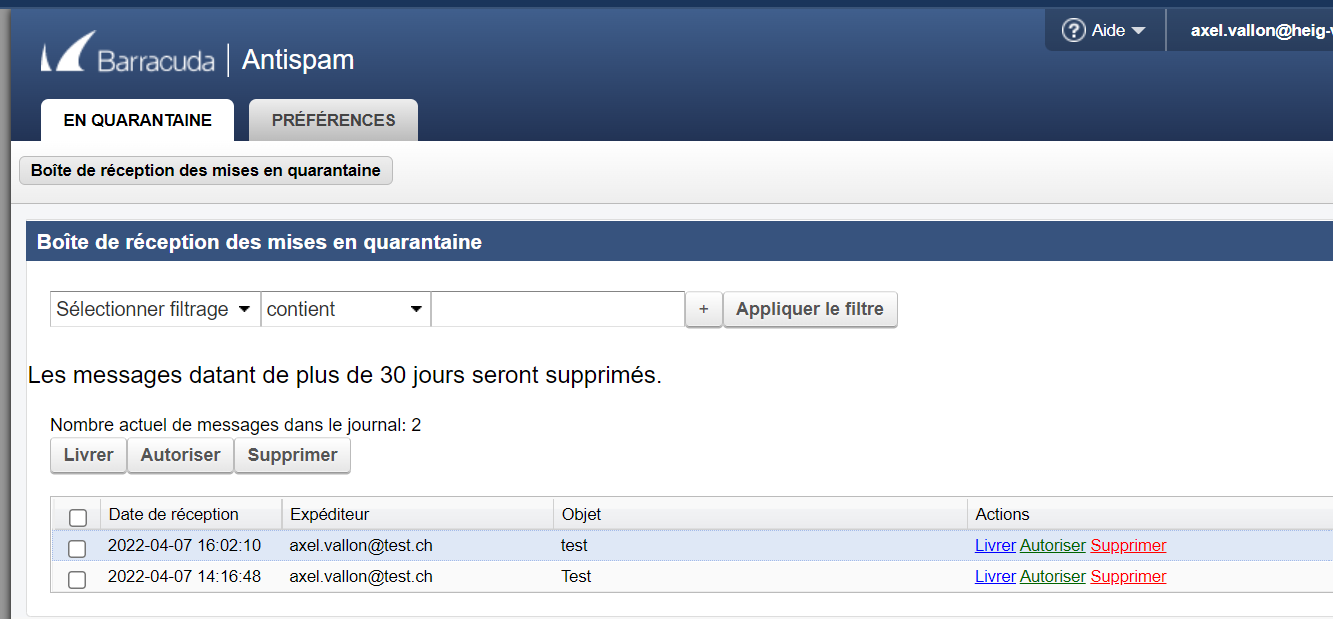 Barracuda | Antispam
Aide
axel.vallon@heig-
EN QUARANTAINE
PRÉFÉRENCES
Boîte de réception des mises en quarantaine
Boîte de réception des mises en quarantaine
Sélectionner filtrage contient + Appliquer le filtre
Les messages datant de plus de 30 jours seront supprimés.
Nombre actuel de messages dans le journal: 2
Livrer Autoriser Supprimer
Date de réception Expéditeur Objet Actions
2022-04-07 16:02:10 axel.vallon@test.ch test Livrer Autoriser Supprimer
2022-04-07 14:16:48 axel.vallon@test.ch Test Livrer Autoriser Supprimer